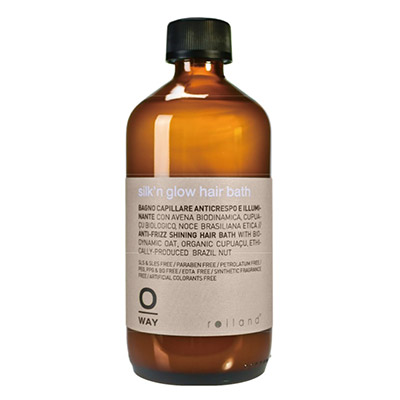 silk'n glow hair bath
BAGNO CAPILLARE ANTICRESPO E ILLUMI-
NANTE CON AVENA BIODINAMICA, CUPUA-
ÇU BIOLOGICO, NOCE BRASILIANA ETICA //
ANTI-FRIZZ SHINING HAIR BATH WITH BIO-
DYNAMIC OAT, ORGANIC CUPUAÇU, ETHI-
CALLY-PRODUCED BRAZIL NUT
SLS & SLES FREE / PARABEN FREE / PETROLATUM FREE /
PEG, PPG & BG FREE / EDTA FREE / SYNTHETIC FRAGRANCE
FREE / ARTIFICIAL COLORANTS FREE
O
WAY
rolland